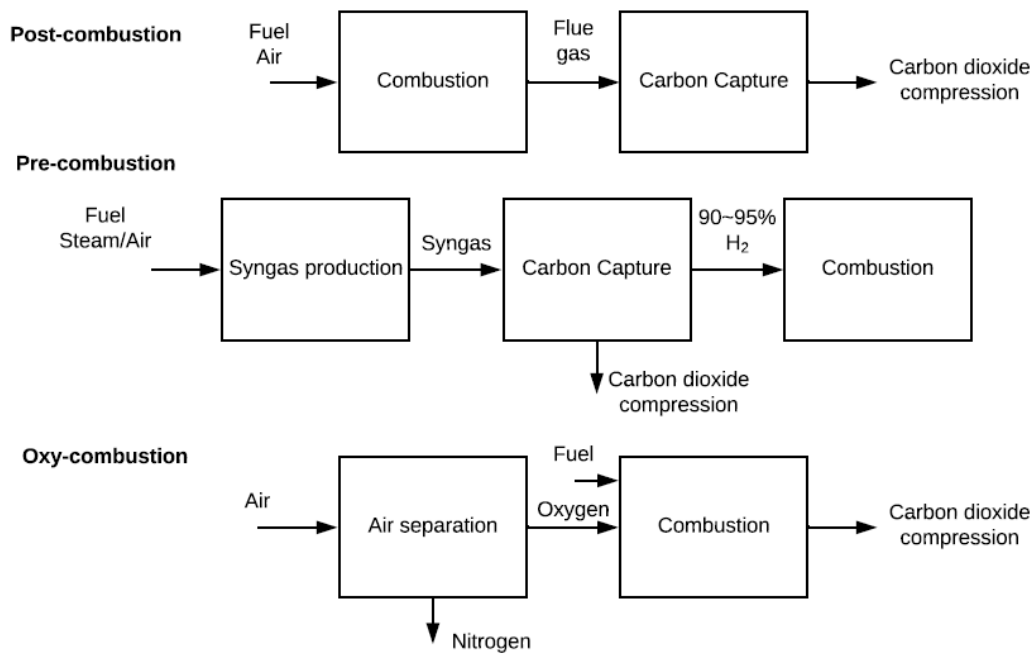 Post-combustion
Fuel
Air
Combustion
Flue
gas
Carbon Capture
Carbon dioxide
compression
Pre-combustion
Fuel
Steam/Air
Syngas production
Syngas
Carbon Capture
90~95%
H₂
Combustion
Carbon dioxide
compression
Oxy-combustion
Air
Air separation
Fuel
Oxygen
Combustion
Carbon dioxide
compression
Nitrogen